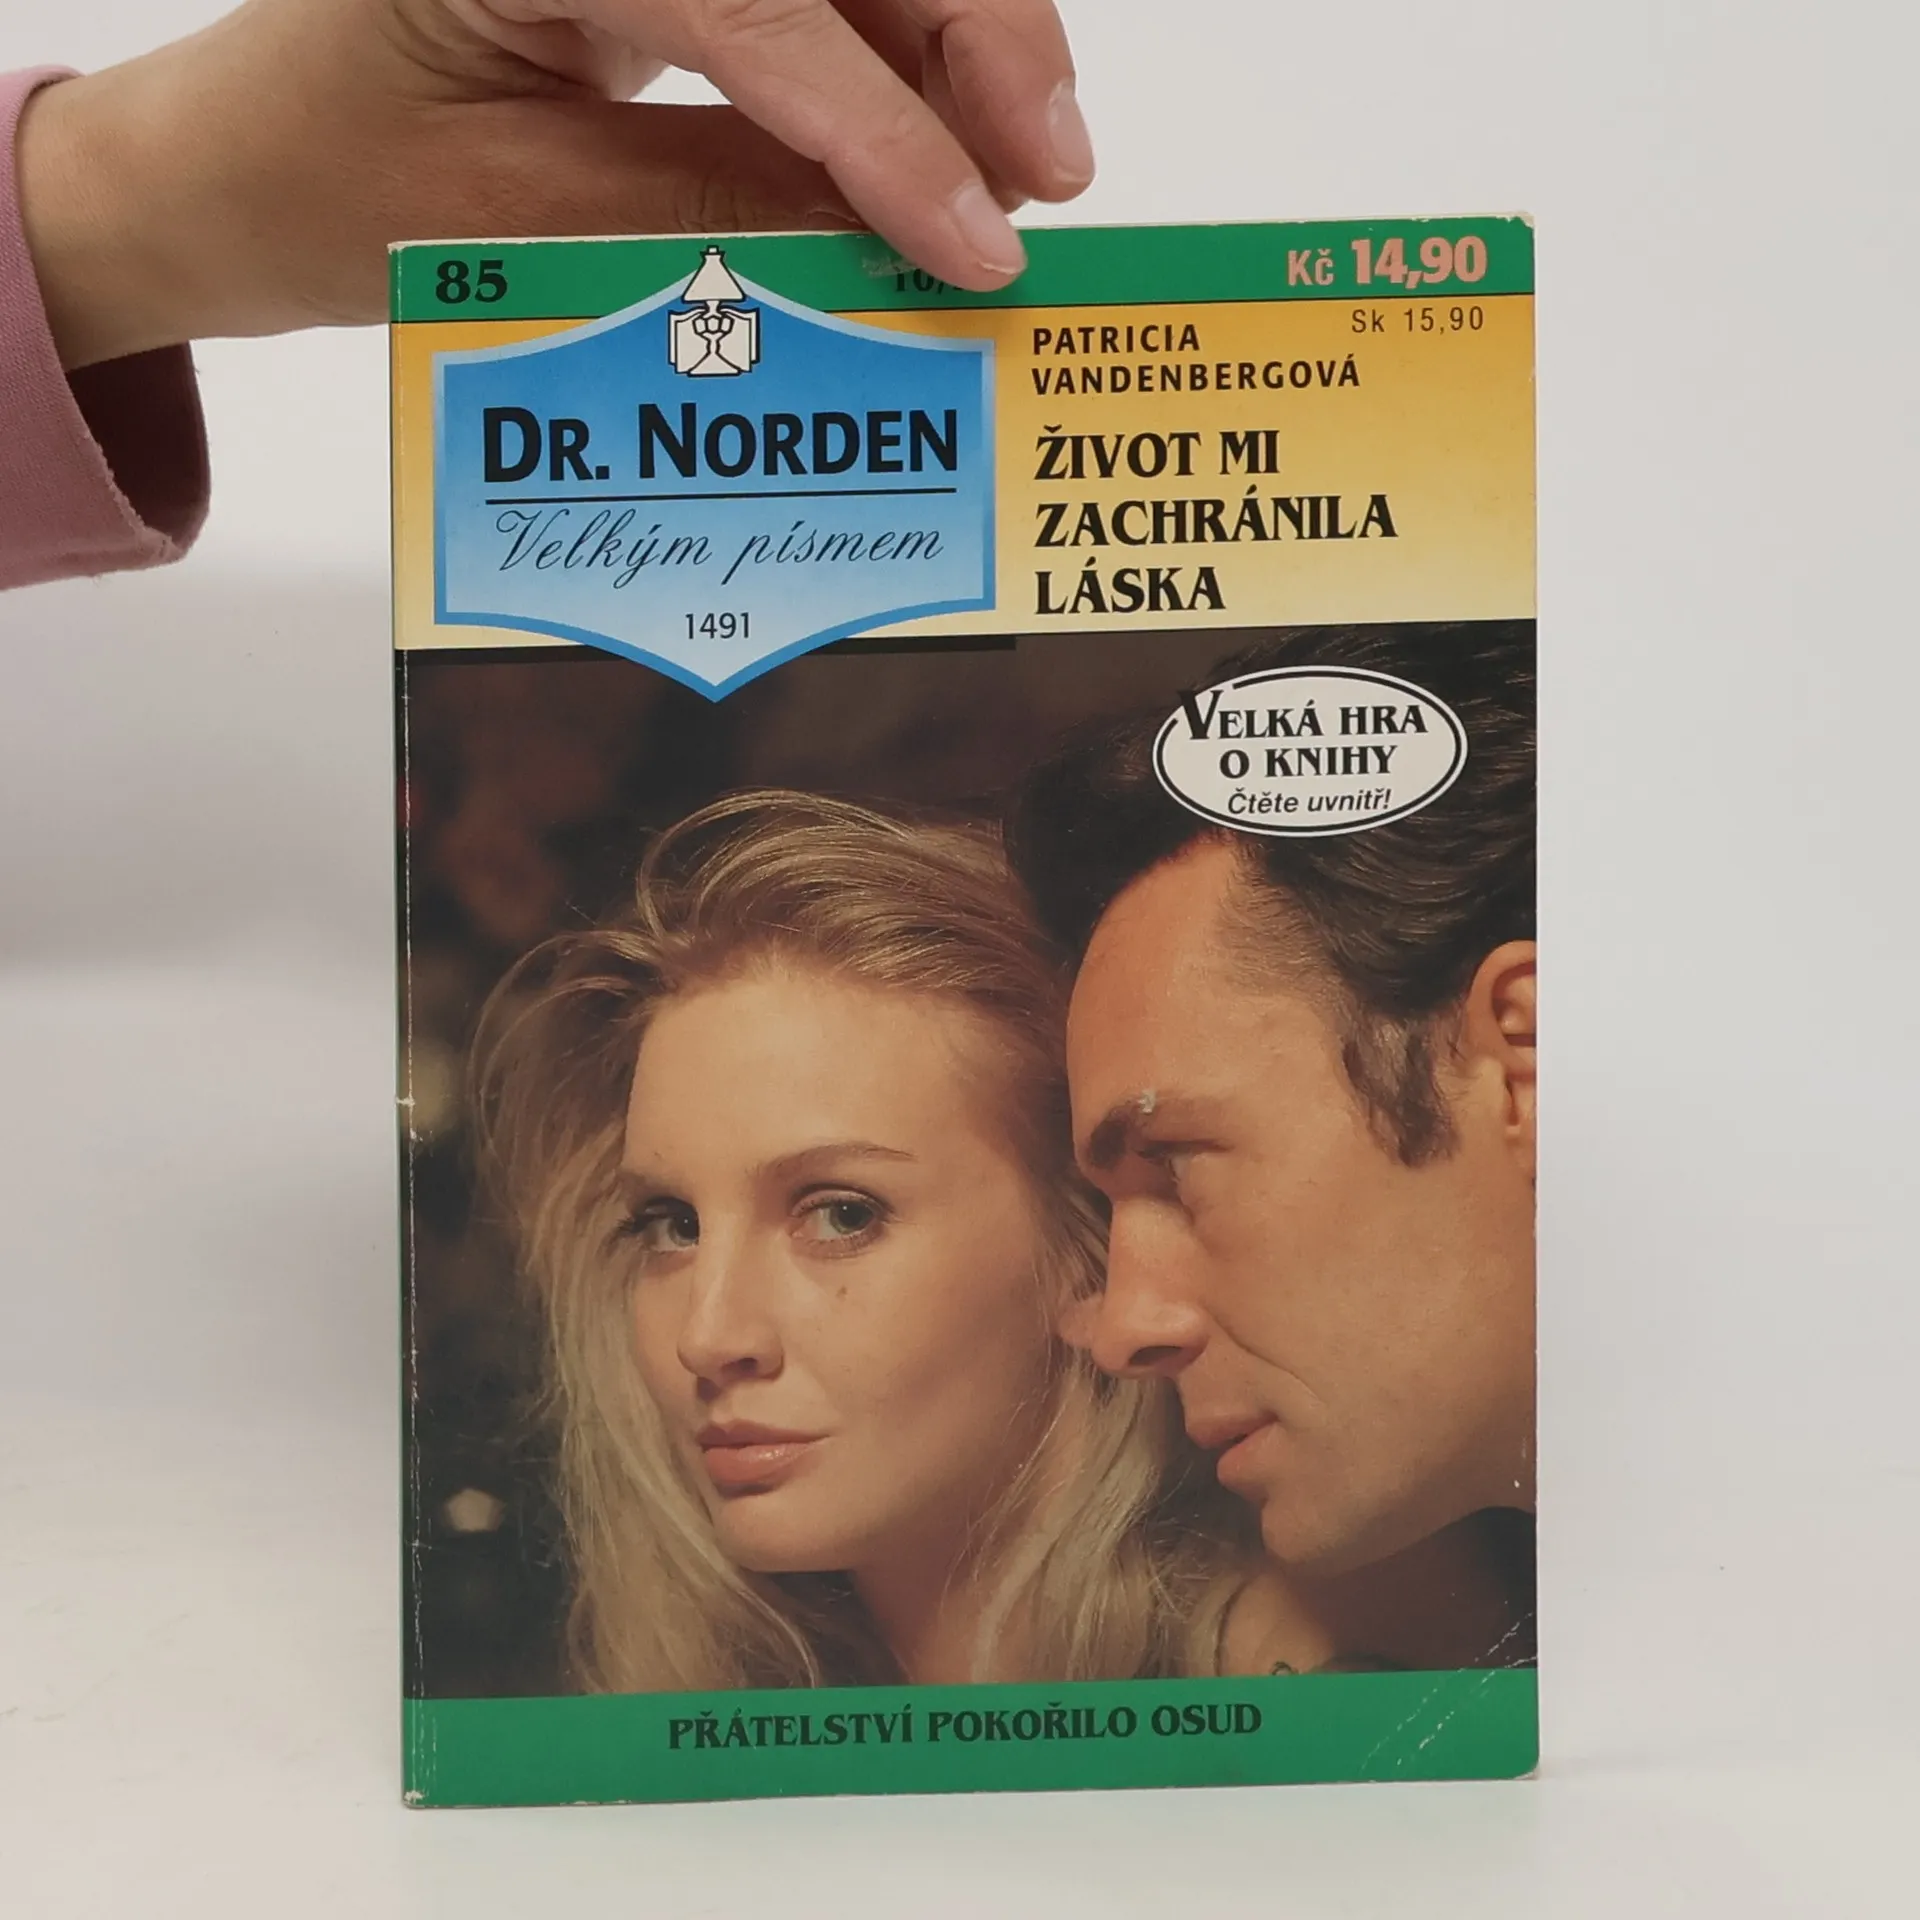 85
Kč 14,90
Sk 15,90
DR. NORDEN
Velkým písmem
1491
PATRICIA
VANDENBERGOVÁ
ŽIVOT MI
ZACHRÁNILA
LÁSKA
VELKÁ HRA
O KNIHY
Čtěte uvnitř!
PŘÁTELSTVÍ POKOŘILO OSUD